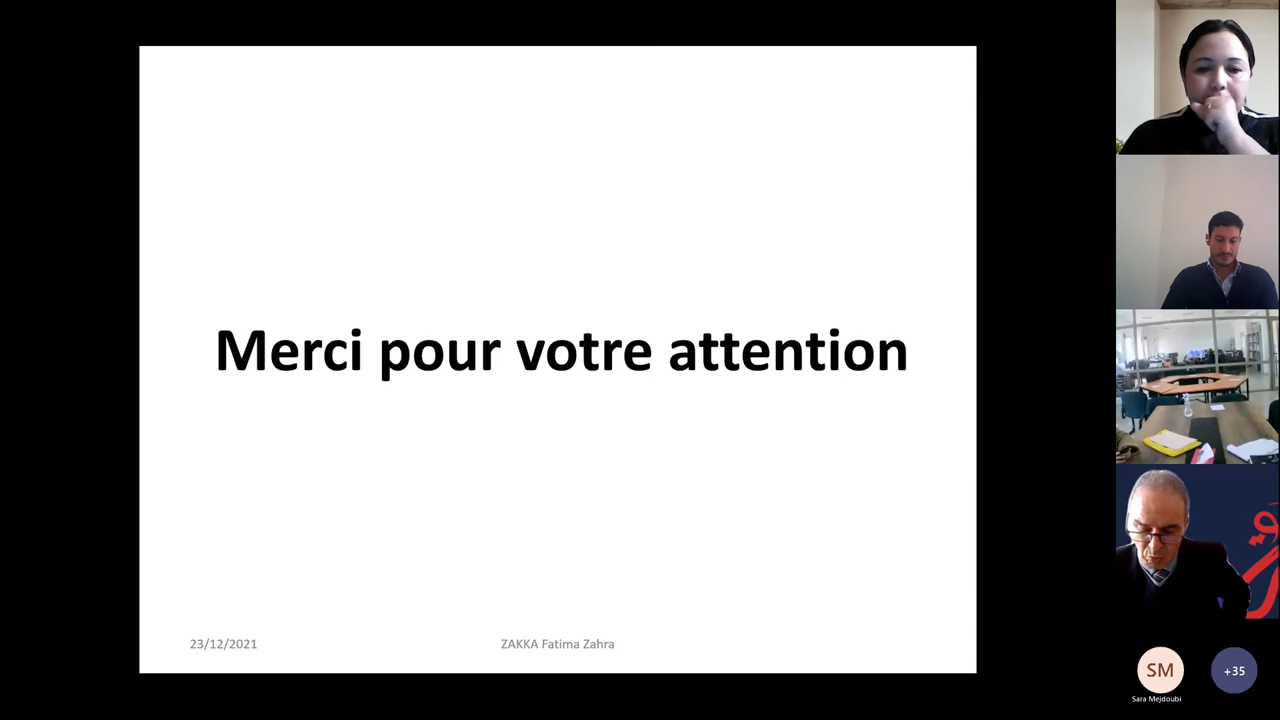 Merci pour votre attention
23/12/2021
ZAKKA Fatima Zahra
SM
+35
Sara Mejdoubi